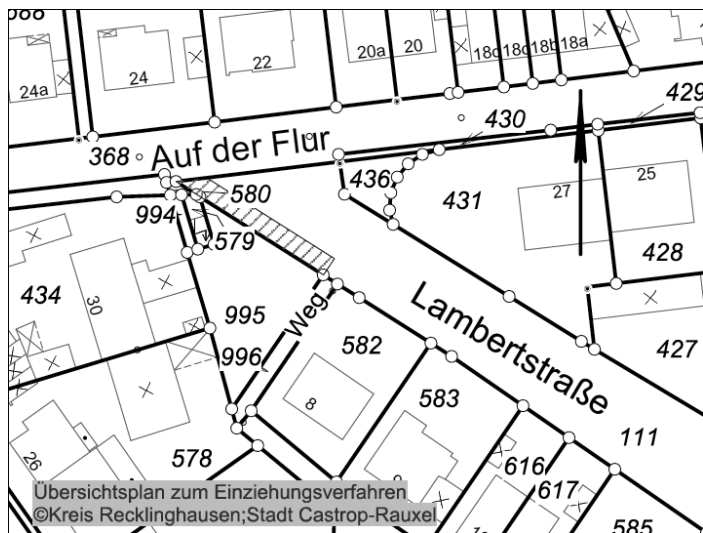 588
24a
24
22
20a
20
18d
18c
18b
18a
429
430
368
Auf der Flur
436
431
27
25
580
994
579
428
434
30
995
Weg
996
582
Lambertstraße
427
8
583
111
26
578
616
617
585
Übersichtsplan zum Einziehungsverfahren
©Kreis Recklinghausen;Stadt Castrop-Rauxel